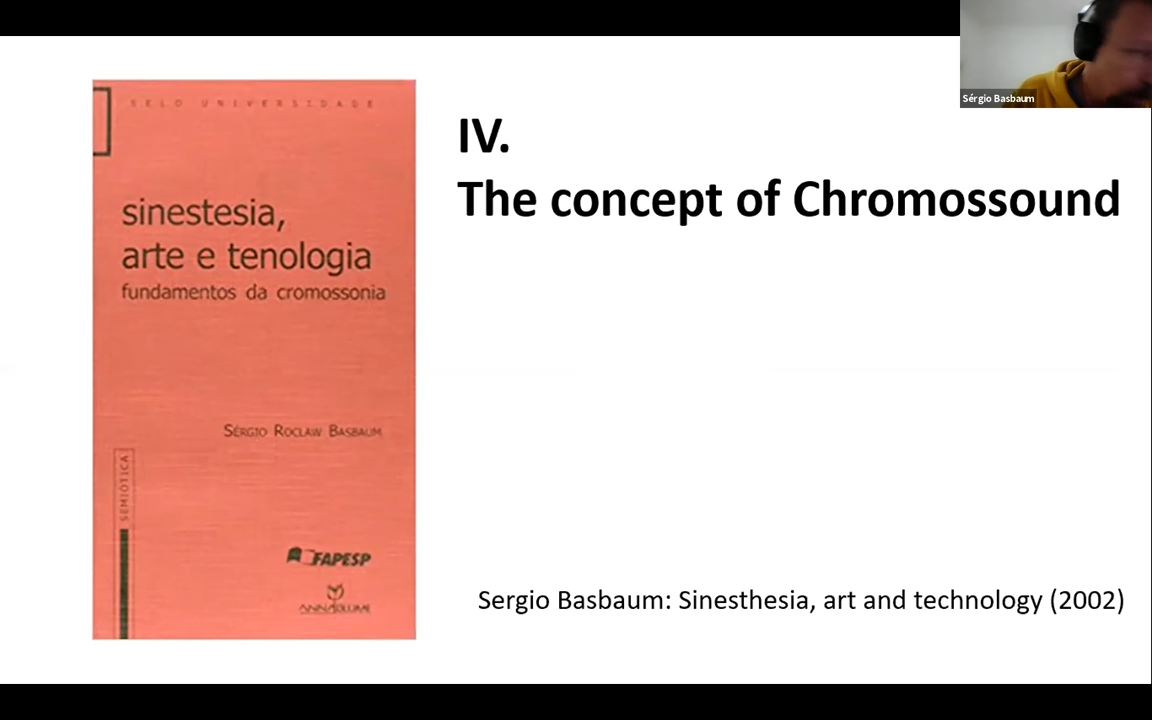 Sérgio Basbaum
SELO UNIVERSIDADE
sinestesia,
arte e tenologia
fundamentos da cromossonia
SÉRGIO ROCLAW BASBAUM
SEMIÓTICA
FAPESP
ANNABLUME
IV.
The concept of Chromossound
Sergio Basbaum: Sinesthesia, art and technology (2002)